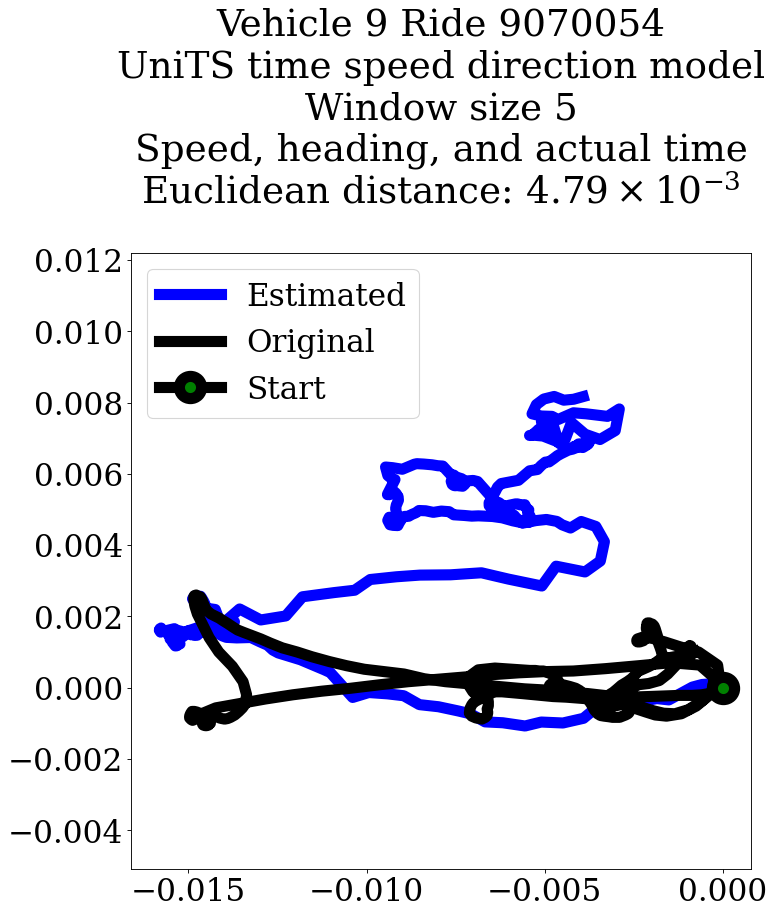 Vehicle 9 Ride 9070054
UniTS time speed direction model
Window size 5
Speed, heading, and actual time
Euclidean distance: 4.79 × 10⁻³
0.012
0.010
0.008
0.006
0.004
0.002
0.000
−0.002
−0.004
Estimated
Original
Start
−0.015 −0.010 −0.005 0.000